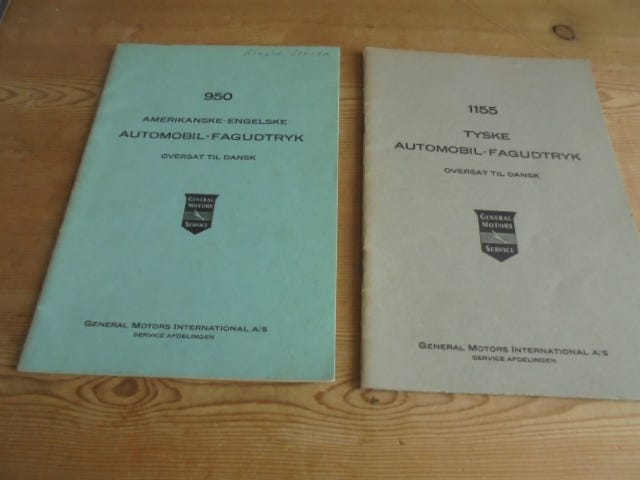 950
AMERIKANSKE-ENGELSKE
AUTOMOBIL-FAGUDTRYK
OVERSAT TIL DANSK
GENERAL
MOTORS
SERVICE
GENERAL MOTORS INTERNATIONAL A/S
SERVICE AFDELINGEN
1155
TYSKE
AUTOMOBIL-FAGUDTRYK
OVERSAT TIL DANSK
GENERAL
MOTORS
SERVICE
GENERAL MOTORS INTERNATIONAL A/S
SERVICE AFDELINGEN